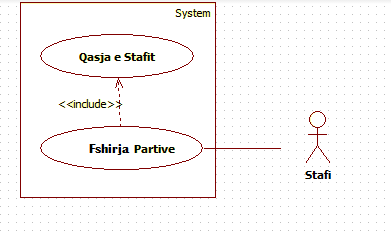 System
Qasja e Stafit
<<include>>
Fshirja Partive
Stafi